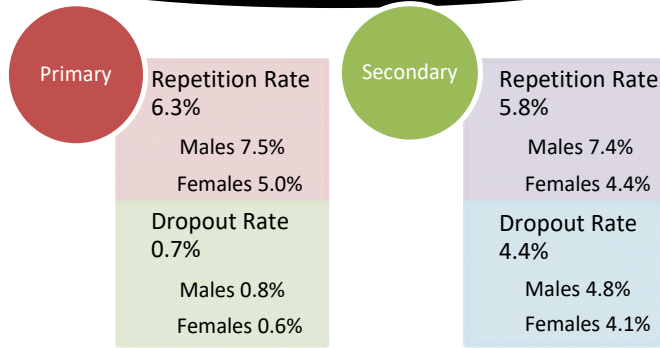 Primary
Repetition Rate
6.3%
Males 7.5%
Females 5.0%
Dropout Rate
0.7%
Males 0.8%
Females 0.6%
Secondary
Repetition Rate
5.8%
Males 7.4%
Females 4.4%
Dropout Rate
4.4%
Males 4.8%
Females 4.1%